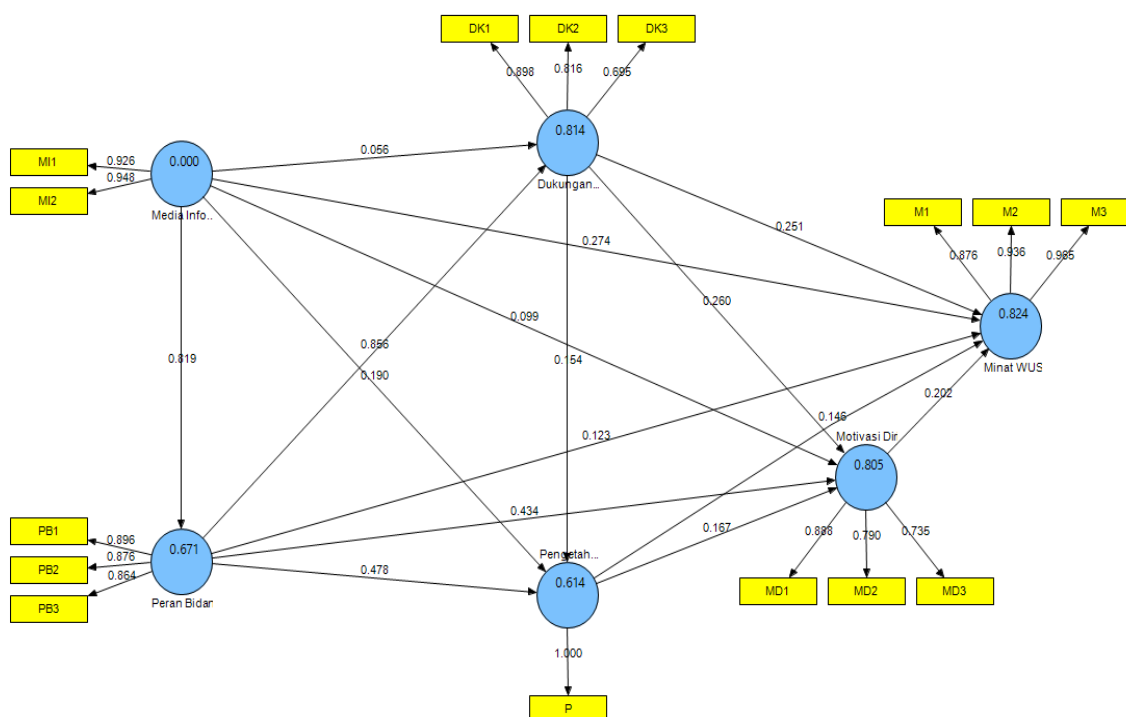 DK1 DK2 DK3
0.898 0.816 0.695
0.814
Dukungan...
0.000
Media Info..
MI1 0.926
MI2 0.948
0.056
M1 M2 M3
0.876 0.936
0.251
0.274
0.824
Minat WUS
0.260
0.099
0.819
0.856
0.190
0.154
0.146
0.202
0.123
Motivasi Dir
0.805
0.434
0.167
PB1 0.896
PB2 0.876
PB3 0.864
0.671
Peran Bidan
0.478
Pengetah...
0.614
0.888 0.790 0.735
MD1 MD2 MD3
1.000
P